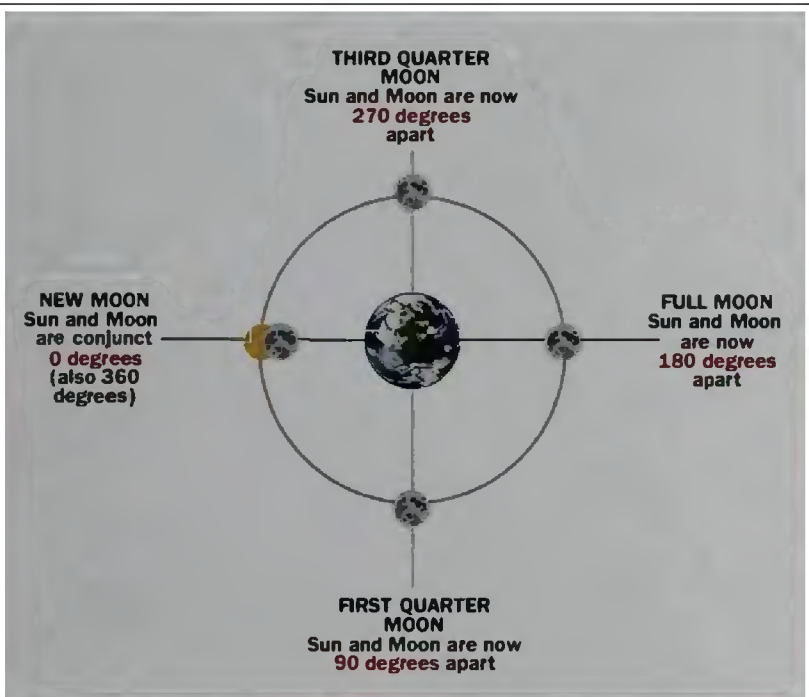 THIRD QUARTER
MOON
Sun and Moon are now
270 degrees
apart
NEW MOON
Sun and Moon
are conjunct
0 degrees
(also 360
degrees)
FULL MOON
Sun and Moon
are now
180 degrees
apart
FIRST QUARTER
MOON
Sun and Moon are now
90 degrees apart